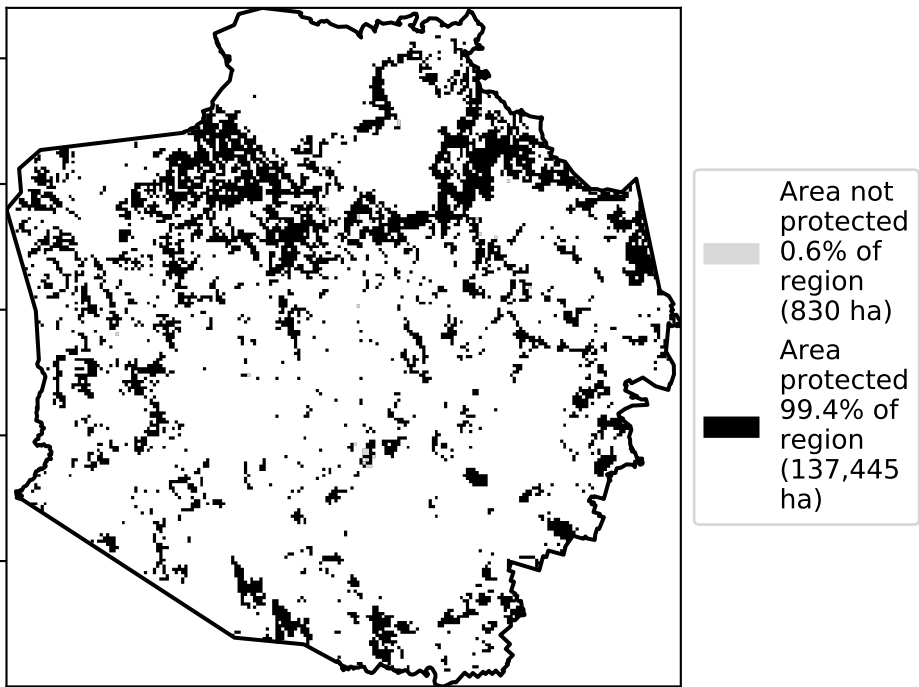 Area not
protected
0.6% of
region
(830 ha)
Area
protected
99.4% of
region
(137,445
ha)